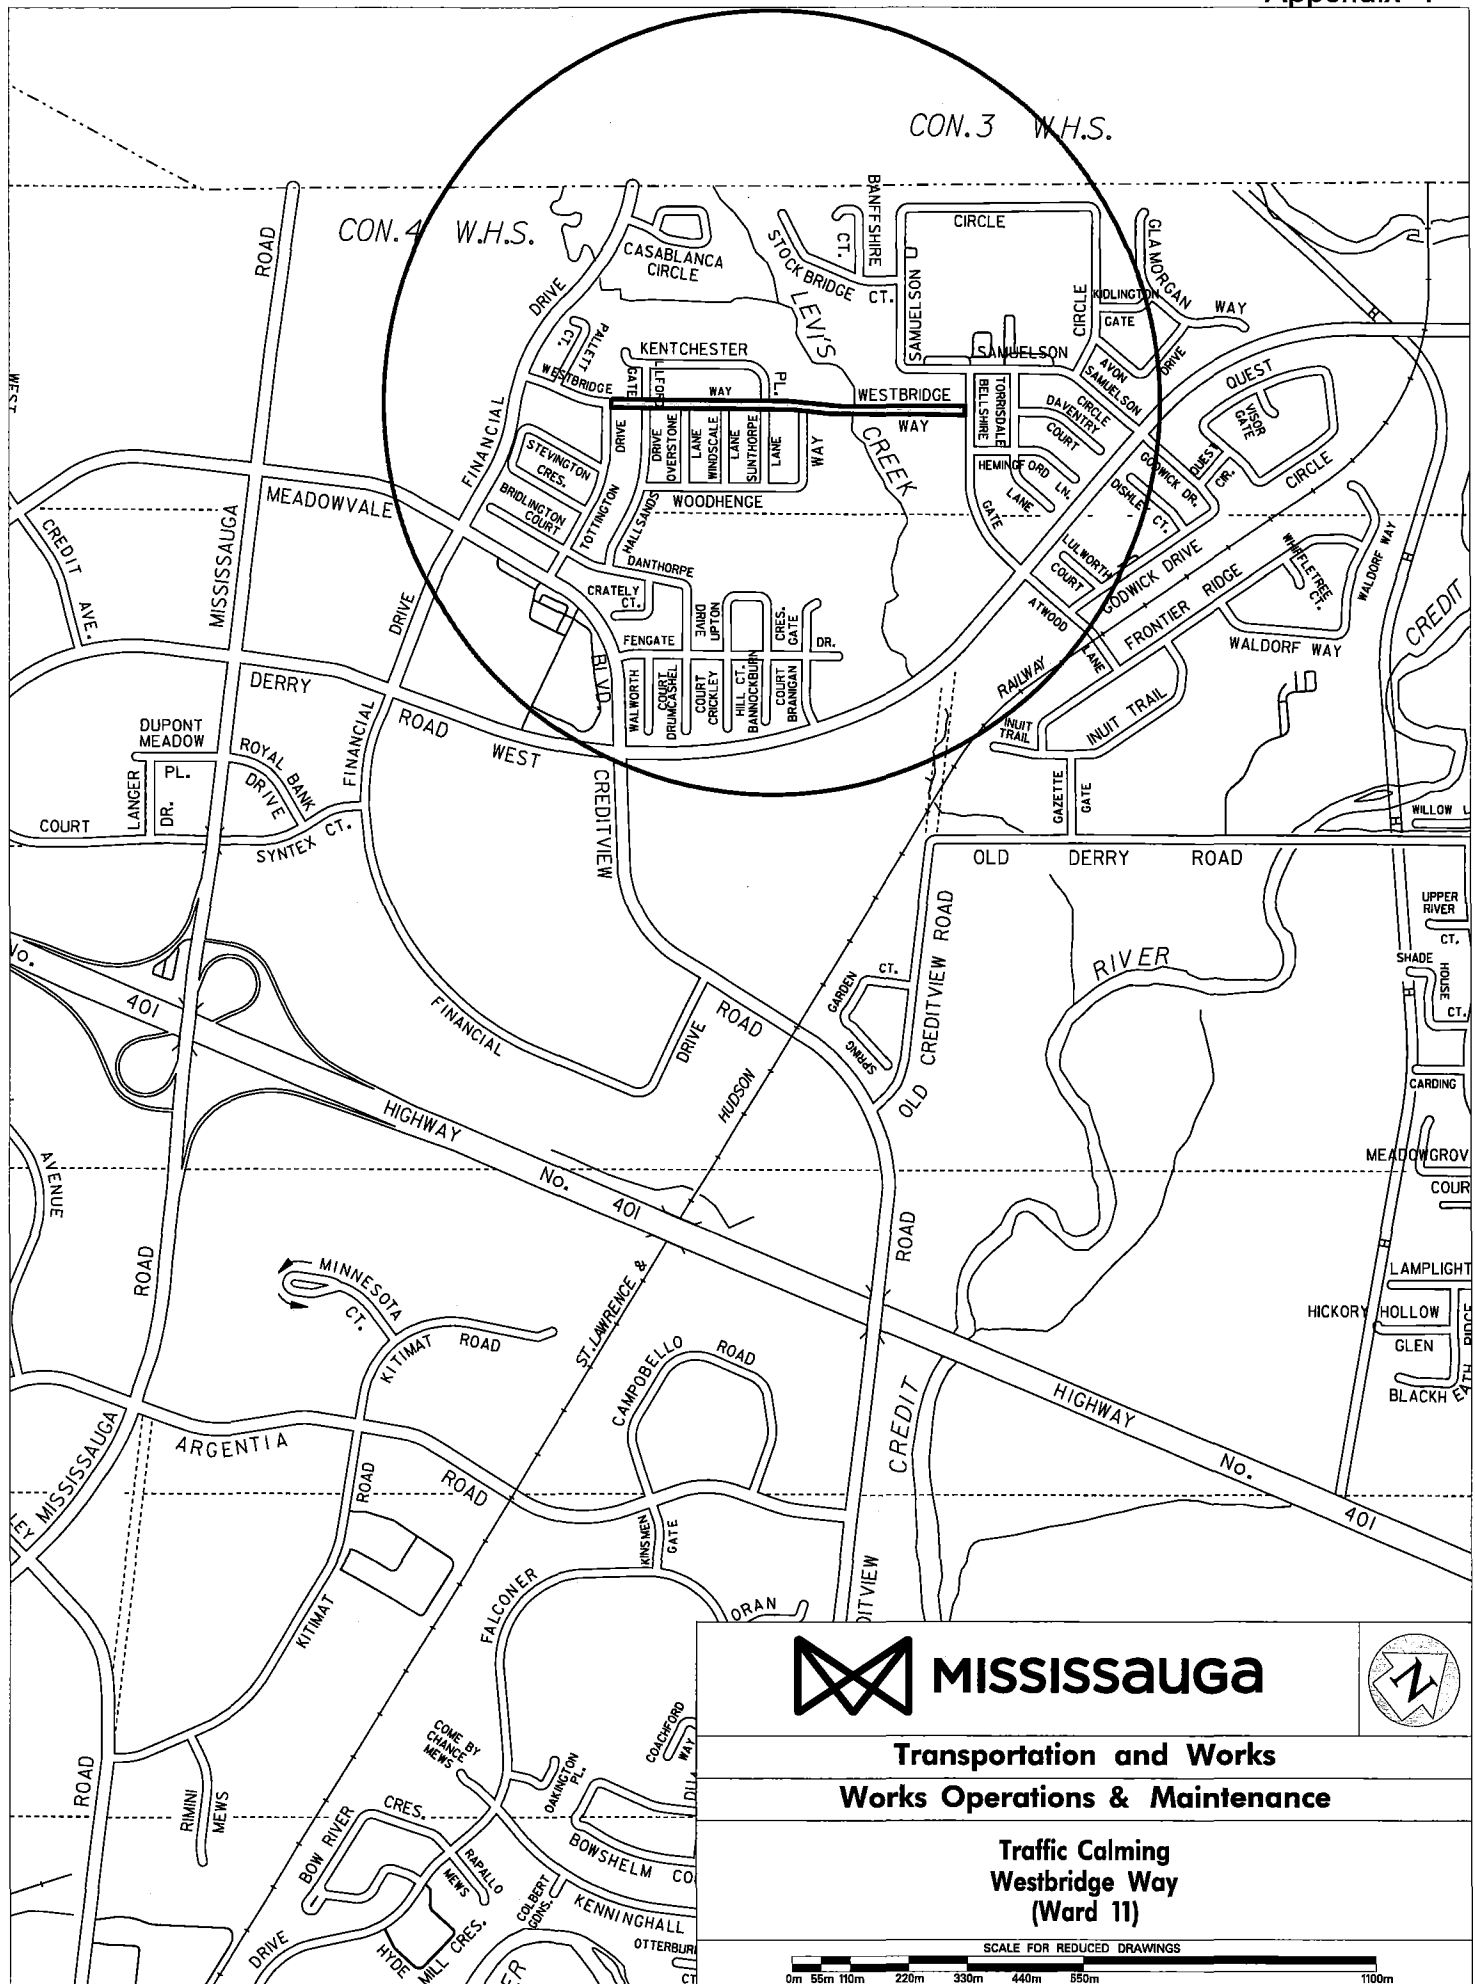 CON. 3 W.H.S.
CON. 4 W.H.S.
ROAD
CASABLANCA
CIRCLE
DRIVE
STOCKBRIDGE
CT.
BANFFSHIRE
CT.
CIRCLE
SAMUELSON
CIRCLE
GLAMORGAN
WAY
KIDLINGTON
GATE
DRIVE
LEVI'S
CREEK
PALLETT
CT.
KENTCHESTER
PL.
WESTBRIDGE
GATE
ILFORD
WAY
WESTBRIDGE
WAY
SAMUELSON
AVON
SAMUELSON
CIRCLE
BELLSHIRE
TORRISDALE
DAVENTRY
COURT
QUEST
VISOR
GATE
QUEST
CIR.
CIRCLE
WEST
FINANCIAL
DRIVE
DRIVE
OVERSTONE
LANE
WINDSCALE
LANE
SUNTHORPE
LANE
WAY
STEVINGTON
CRES.
BRIDLINGTON
COURT
TOTTINGTON
HALLSANDS
WOODHENGE
HEMINGFORD
LN.
LANE
GATE
GODWICK DR.
DISHLEY
CT.
MEADOWVALE
CREDIT
AVE.
MISSISSAUGA
DRIVE
DANTHORPE
CRATELY
CT.
DRIVE
UPTON
CRES.
GATE
FENGATE
DR.
LULWORTH
COURT
GODWICK DRIVE
ATWOOD
LANE
FRONTIER RIDGE
WHIFFLETREE
CT.
WALDORF WAY
WALDORF WAY
CREDIT
BLVD.
WALWORTH
COURT
DRUMCASHEL
COURT
CRICKLEY
HILL CT.
BANNOCKBURN
COURT
BRANIGAN
DERRY
ROAD
WEST
RAILWAY
INUIT
TRAIL
INUIT TRAIL
DUPONT
MEADOW
PL.
LANGER
DR.
ROYAL BANK
DRIVE
FINANCIAL
SYNTEX CT.
COURT
CREDITVIEW
GAZETTE
GATE
WILLOW
OLD DERRY ROAD
UPPER
RIVER
CT.
SHADE
HOUSE
CT.
No.
401
FINANCIAL
DRIVE
ROAD
GARDEN
CT.
SPRING
OLD CREDITVIEW ROAD
RIVER
HUDSON
CARDING
HIGHWAY
No.
401
MEADOWGROV
COUR
AVENUE
ROAD
ROAD
LAMPLIGHT
HICKORY HOLLOW
GLEN
BLACKH
MINNESOTA
CT.
KITIMAT
ROAD
ST. LAWRENCE &
CAMPOBELLO
ROAD
CREDIT
HIGHWAY
No.
401
MISSISSAUGA
ARGENTIA
ROAD
ROAD
KITIMAT
KINSMEN
GATE
FALCONER
ORAN
DITVIEW
ROAD
RIMINI
MEWS
COME BY
CHANCE
MEWS
OAKINGTON
PL.
COACHFORD
WAY
BOW RIVER
CRES.
RAPALLO
MEWS
BOWSHELM CO
COLBERT
GDNS.
KENNINGHALL
OTTERBUR
CT
DRIVE
HYDE
MILL
CRES.
MISSISSauGa
N
Transportation and Works
Works Operations & Maintenance
Traffic Calming
Westbridge Way
(Ward 11)
SCALE FOR REDUCED DRAWINGS
0m 55m 110m 220m 330m 440m 550m 1100m